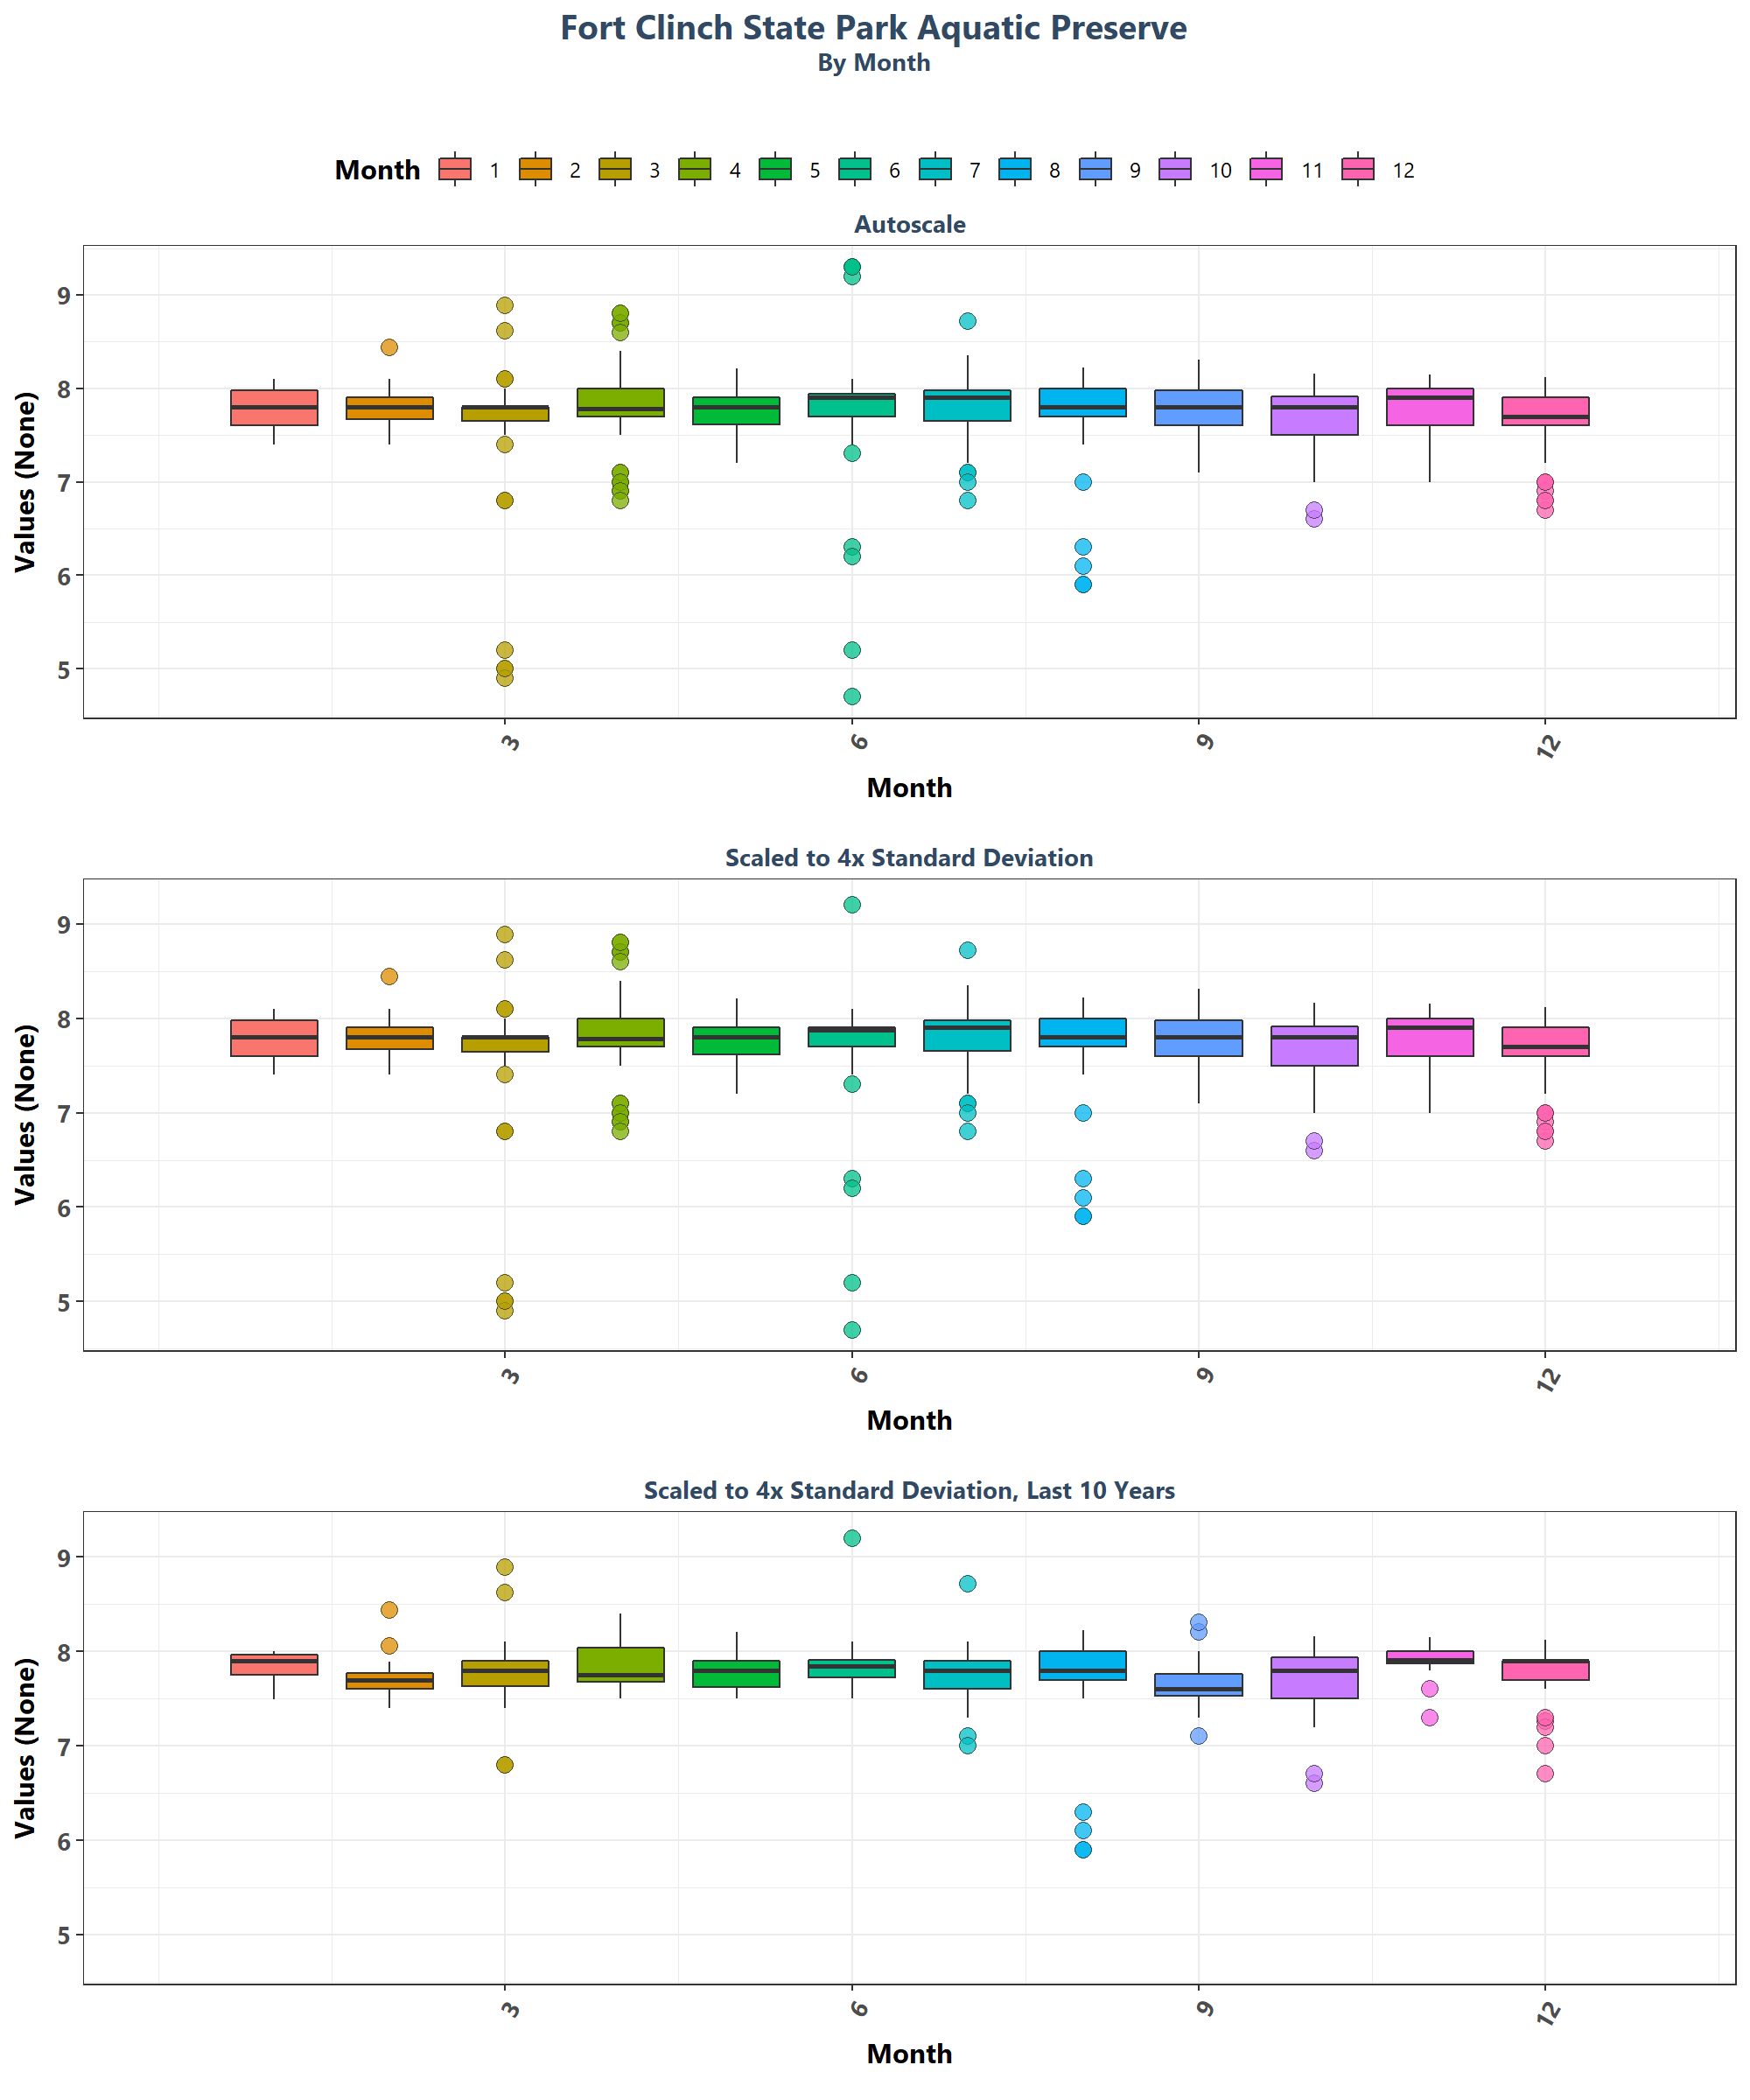 Fort Clinch State Park Aquatic Preserve
By Month
Month 1 2 3 4 5 6 7 8 9 10 11 12
Autoscale
Values (None)
9
8
7
6
5
3 6 9 12
Month
Scaled to 4x Standard Deviation
Values (None)
9
8
7
6
5
3 6 9 12
Month
Scaled to 4x Standard Deviation, Last 10 Years
Values (None)
9
8
7
6
5
3 6 9 12
Month